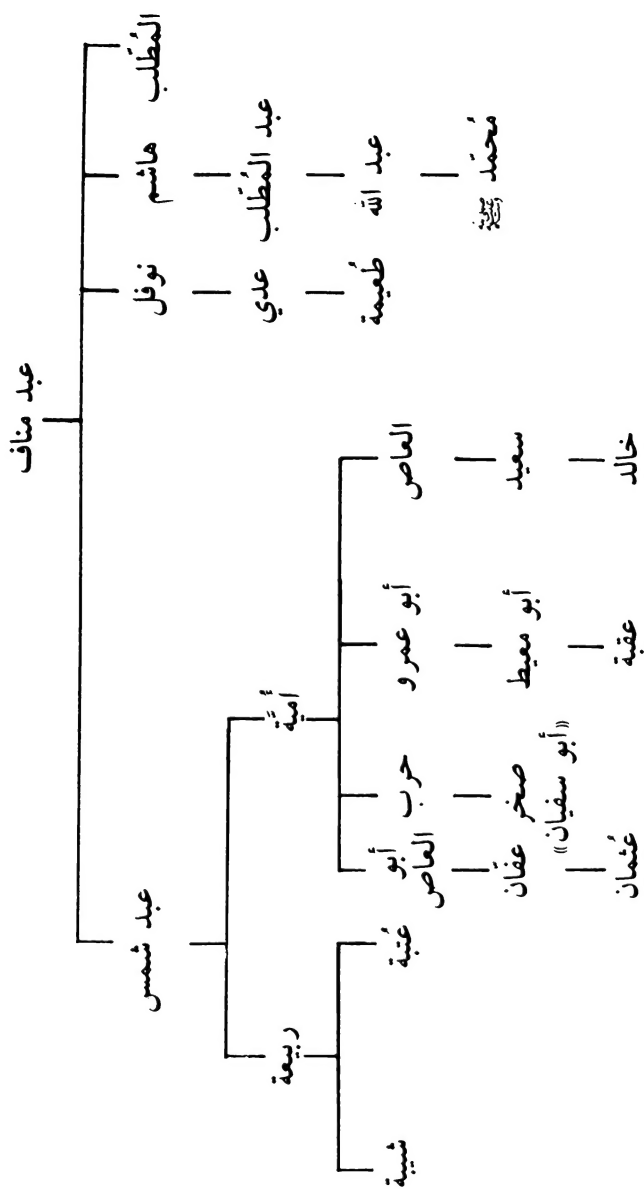 عبد مناف
المُطَّلب
هاشم
نوفل
عبد شمس
عبد المُطَّلب
عدي
أُميَّة
ربيعة
عبد الله
طُعيمة
العاص
أبو عمرو
حرب
أبو
العاص
عُتبة
شيبة
مُحمَّد
ﷺ
سعيد
أبو معيط
صخر
«أبو سفيان»
عفّان
خالد
عقبة
عُثمان